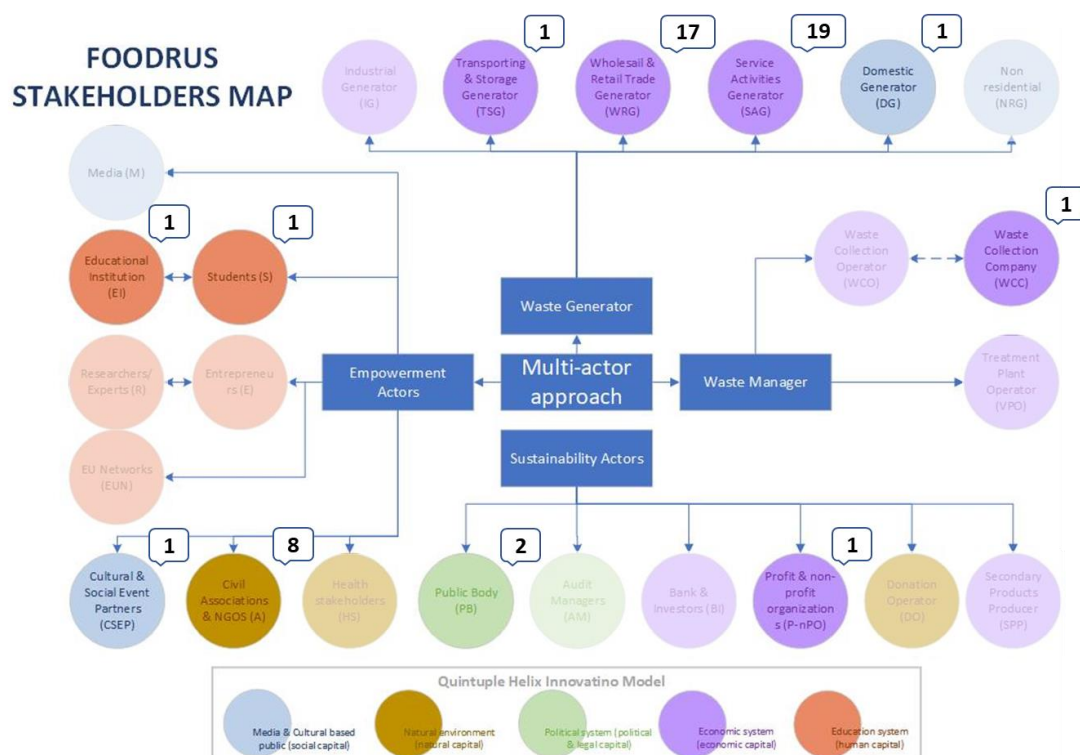 FOODRUS
STAKEHOLDERS MAP
1
17
19
1
Industrial
Generator
(IG)
Transporting
& Storage
Generator
(TSG)
Wholesail &
Retail Trade
Generator
(WRG)
Service
Activities
Generator
(SAG)
Domestic
Generator
(DG)
Non
residential
(NRG)
Media (M)
1
1
1
Educational
Institution
(EI)
Students (S)
Waste
Collection
Operator
(WCO)
Waste
Collection
Company
(WCC)
Waste Generator
Researchers/
Experts (R)
Entrepreneu
rs (E)
Empowerment
Actors
Multi-actor
approach
Waste Manager
Treatment
Plant
Operator
(VPO)
EU Networks
(EUN)
Sustainability Actors
1
8
2
1
Cultural &
Social Event
Partners
(CSEP)
Civil
Associations
& NGOS (A)
Health
stakeholders
(HS)
Public Body
(PB)
Audit
Managers
(AM)
Bank &
Investors (BI)
Profit & non-
profit
organization
s (P-nPO)
Donation
Operator
(DO)
Secondary
Products
Producer
(SPP)
Quintuple Helix Innovatino Model
Media & Cultural based
public (social capital)
Natural environment
(natural capital)
Political system (political
& legal capital)
Economic system
(economic capital)
Education system
(human capital)